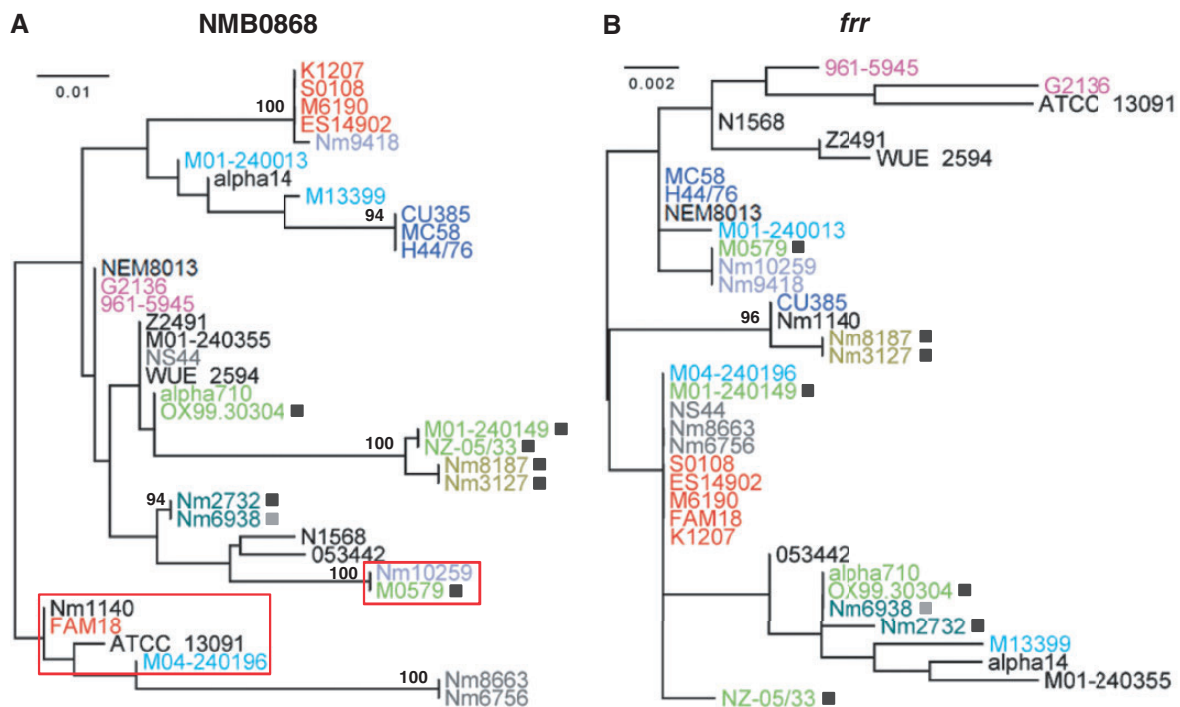 A
NMB0868
0.01
K1207
S0108
100
M6190
ES14902
Nm9418
M01-240013
alpha14
M13399
94
CU385
MC58
H44/76
NEM8013
G2136
961-5945
Z2491
M01-240355
NS44
WUE 2594
alpha710
OX99.30304
M01-240149
100
NZ-05/33
Nm8187
Nm3127
94
Nm2732
Nm6938
N1568
053442
100
Nm10259
M0579
Nm1140
FAM18
ATCC 13091
M04-240196
100
Nm8663
Nm6756
B
frr
0.002
961-5945
G2136
ATCC 13091
N1568
Z2491
WUE 2594
MC58
H44/76
NEM8013
M01-240013
M0579
Nm10259
Nm9418
CU385
96
Nm1140
Nm8187
Nm3127
M04-240196
M01-240149
NS44
Nm8663
Nm6756
S0108
ES14902
M6190
FAM18
K1207
053442
alpha710
OX99.30304
Nm6938
Nm2732
M13399
alpha14
M01-240355
NZ-05/33